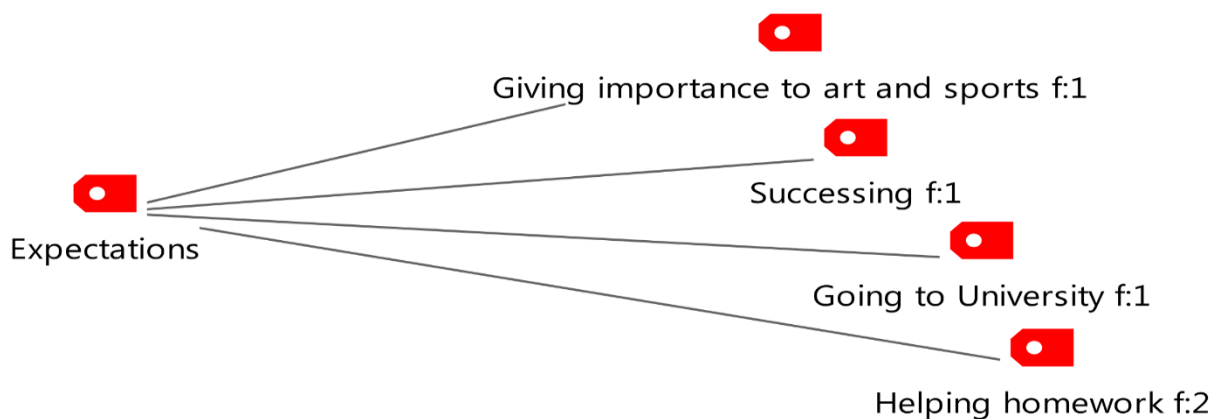 Giving importance to art and sports f:1
Successing f:1
Expectations
Going to University f:1
Helping homework f:2